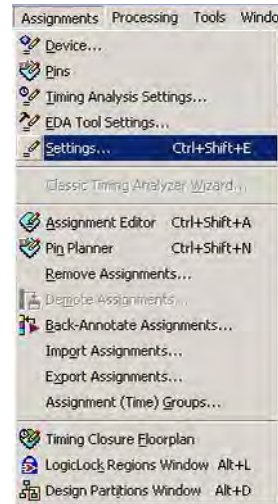 Assignments Processing Tools Windo
Device...
Pins
Timing Analysis Settings...
EDA Tool Settings...
Settings... Ctrl+Shift+E
Classic Timing Analyzer Wizard...
Assignment Editor Ctrl+Shift+A
Pin Planner Ctrl+Shift+N
Remove Assignments...
Demote Assignments...
Back-Annotate Assignments...
Import Assignments...
Export Assignments...
Assignment (Time) Groups...
Timing Closure Floorplan
LogicLock Regions Window Alt+L
Design Partitions Window Alt+D